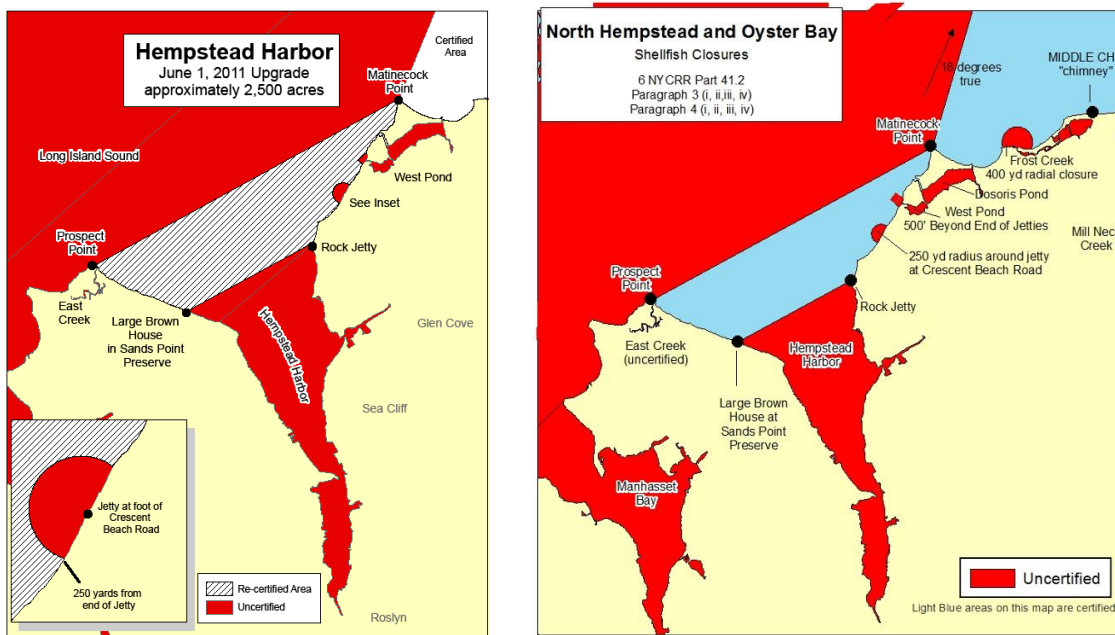 Hempstead Harbor
June 1, 2011 Upgrade
approximately 2,500 acres
Certified
Area
Matinecock
Point
Long Island Sound
West Pond
See Inset
Prospect
Point
Rock Jetty
East
Creek
Large Brown
House
in Sands Point
Preserve
Hempstead
Harbor
Glen Cove
Sea Cliff
Jetty at foot of
Crescent
Beach Road
250 yards from
end of Jetty
Re-certified Area
Uncertified
Roslyn
North Hempstead and Oyster Bay
Shellfish Closures
6 NYCRR Part 41.2
Paragraph 3 (i, ii,iii, iv)
Paragraph 4 (i, ii, iii, iv)
18 degrees
true
MIDDLE CH
"chimney"
Matinecock
Point
Frost Creek
400 yd radial closure
Dosoris Pond
West Pond
500' Beyond End of Jetties
Mill Nec
Creek
250 yd radius around jetty
at Crescent Beach Road
Prospect
Point
Rock Jetty
East Creek
(uncertified)
Hempstead
Harbor
Large Brown
House at
Sands Point
Preserve
Manhasset
Bay
Uncertified
Light Blue areas on this map are certified